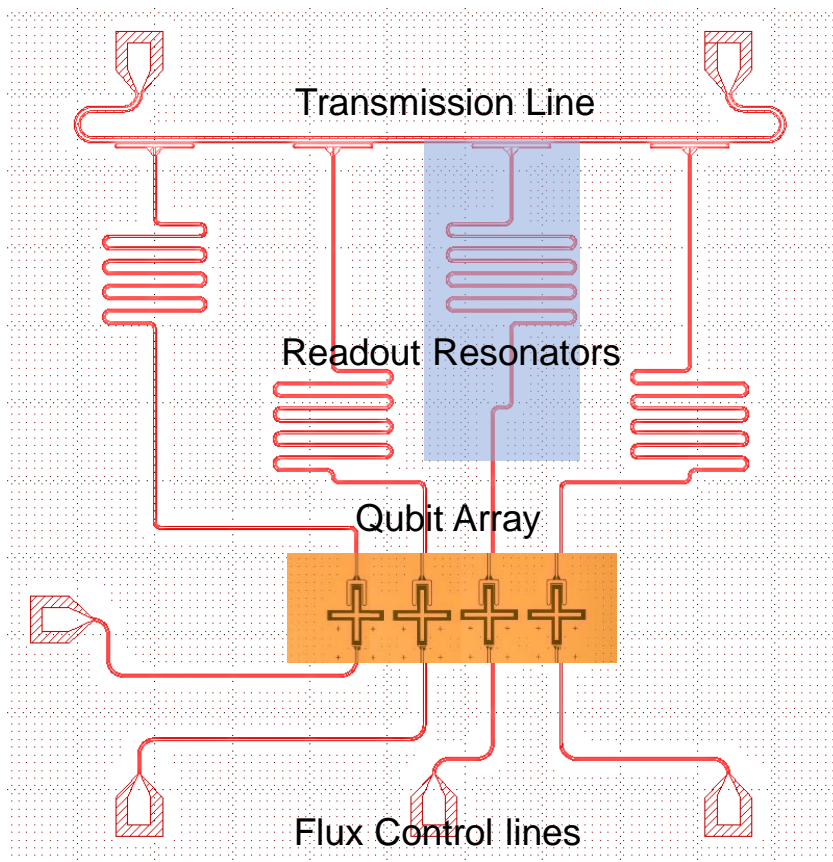 Transmission Line
Readout Resonators
Qubit Array
Flux Control lines